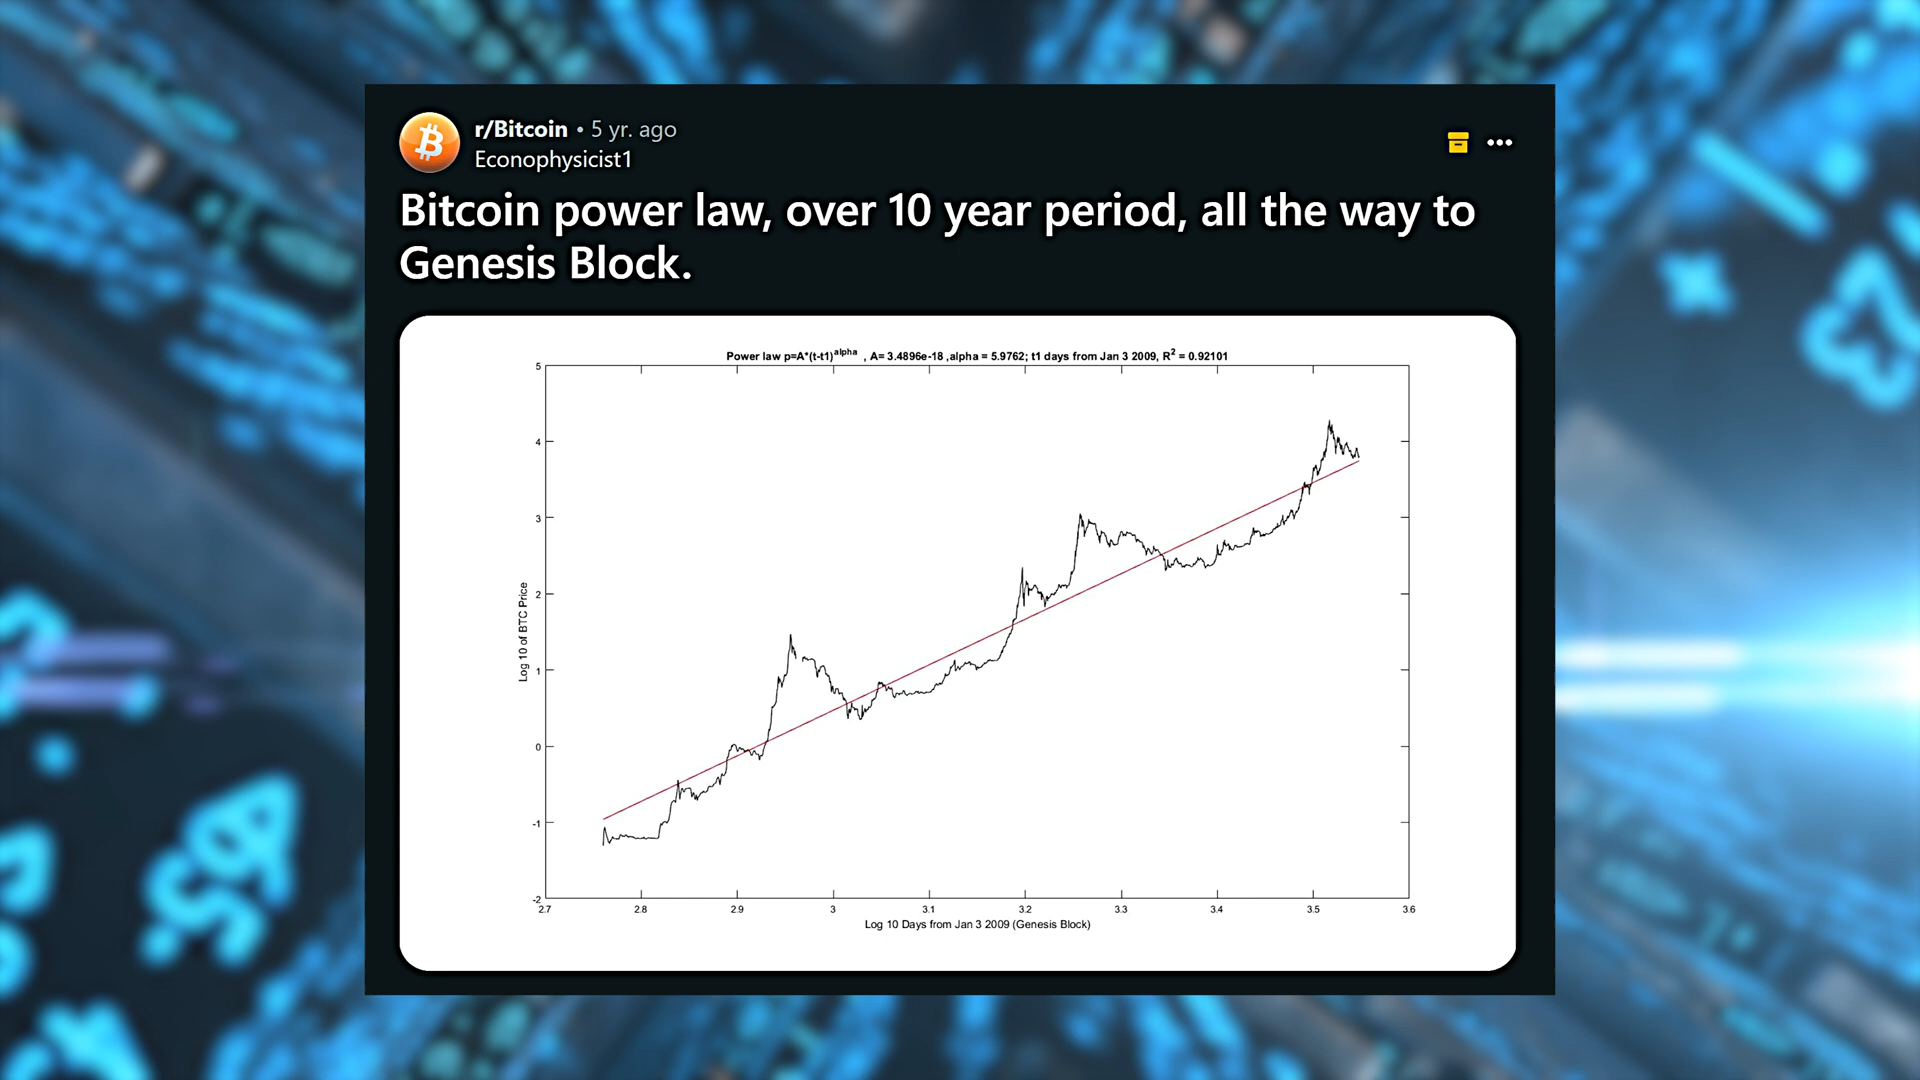 r/Bitcoin • 5 yr. ago
Econophysicist1
Bitcoin power law, over 10 year period, all the way to
Genesis Block.
Power law p=A*(t-t1)^alpha , A= 3.4896e-18 ,alpha = 5.9762; t1 days from Jan 3 2009, R^2 = 0.92101
5
4
3
2
1
0
-1
-2
Log 10 of BTC Price
2.7 2.8 2.9 3 3.1 3.2 3.3 3.4 3.5 3.6
Log 10 Days from Jan 3 2009 (Genesis Block)